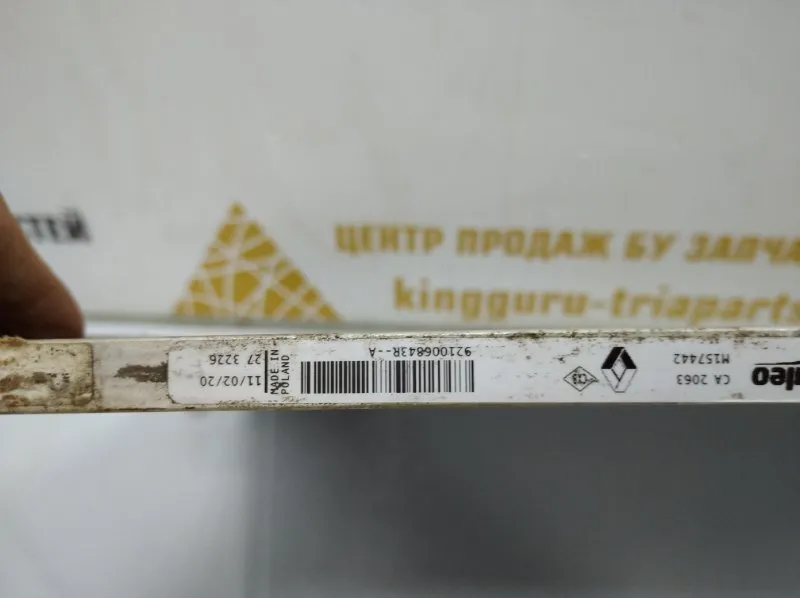 СТЕЙ
ЦЕНТР ПРОДАЖ БУ ЗАПЧА
kingguru-triaparts
leo
CA 2063
M157442
921006843R--A
MADE IN
POLAND
27 3226
11/02/20